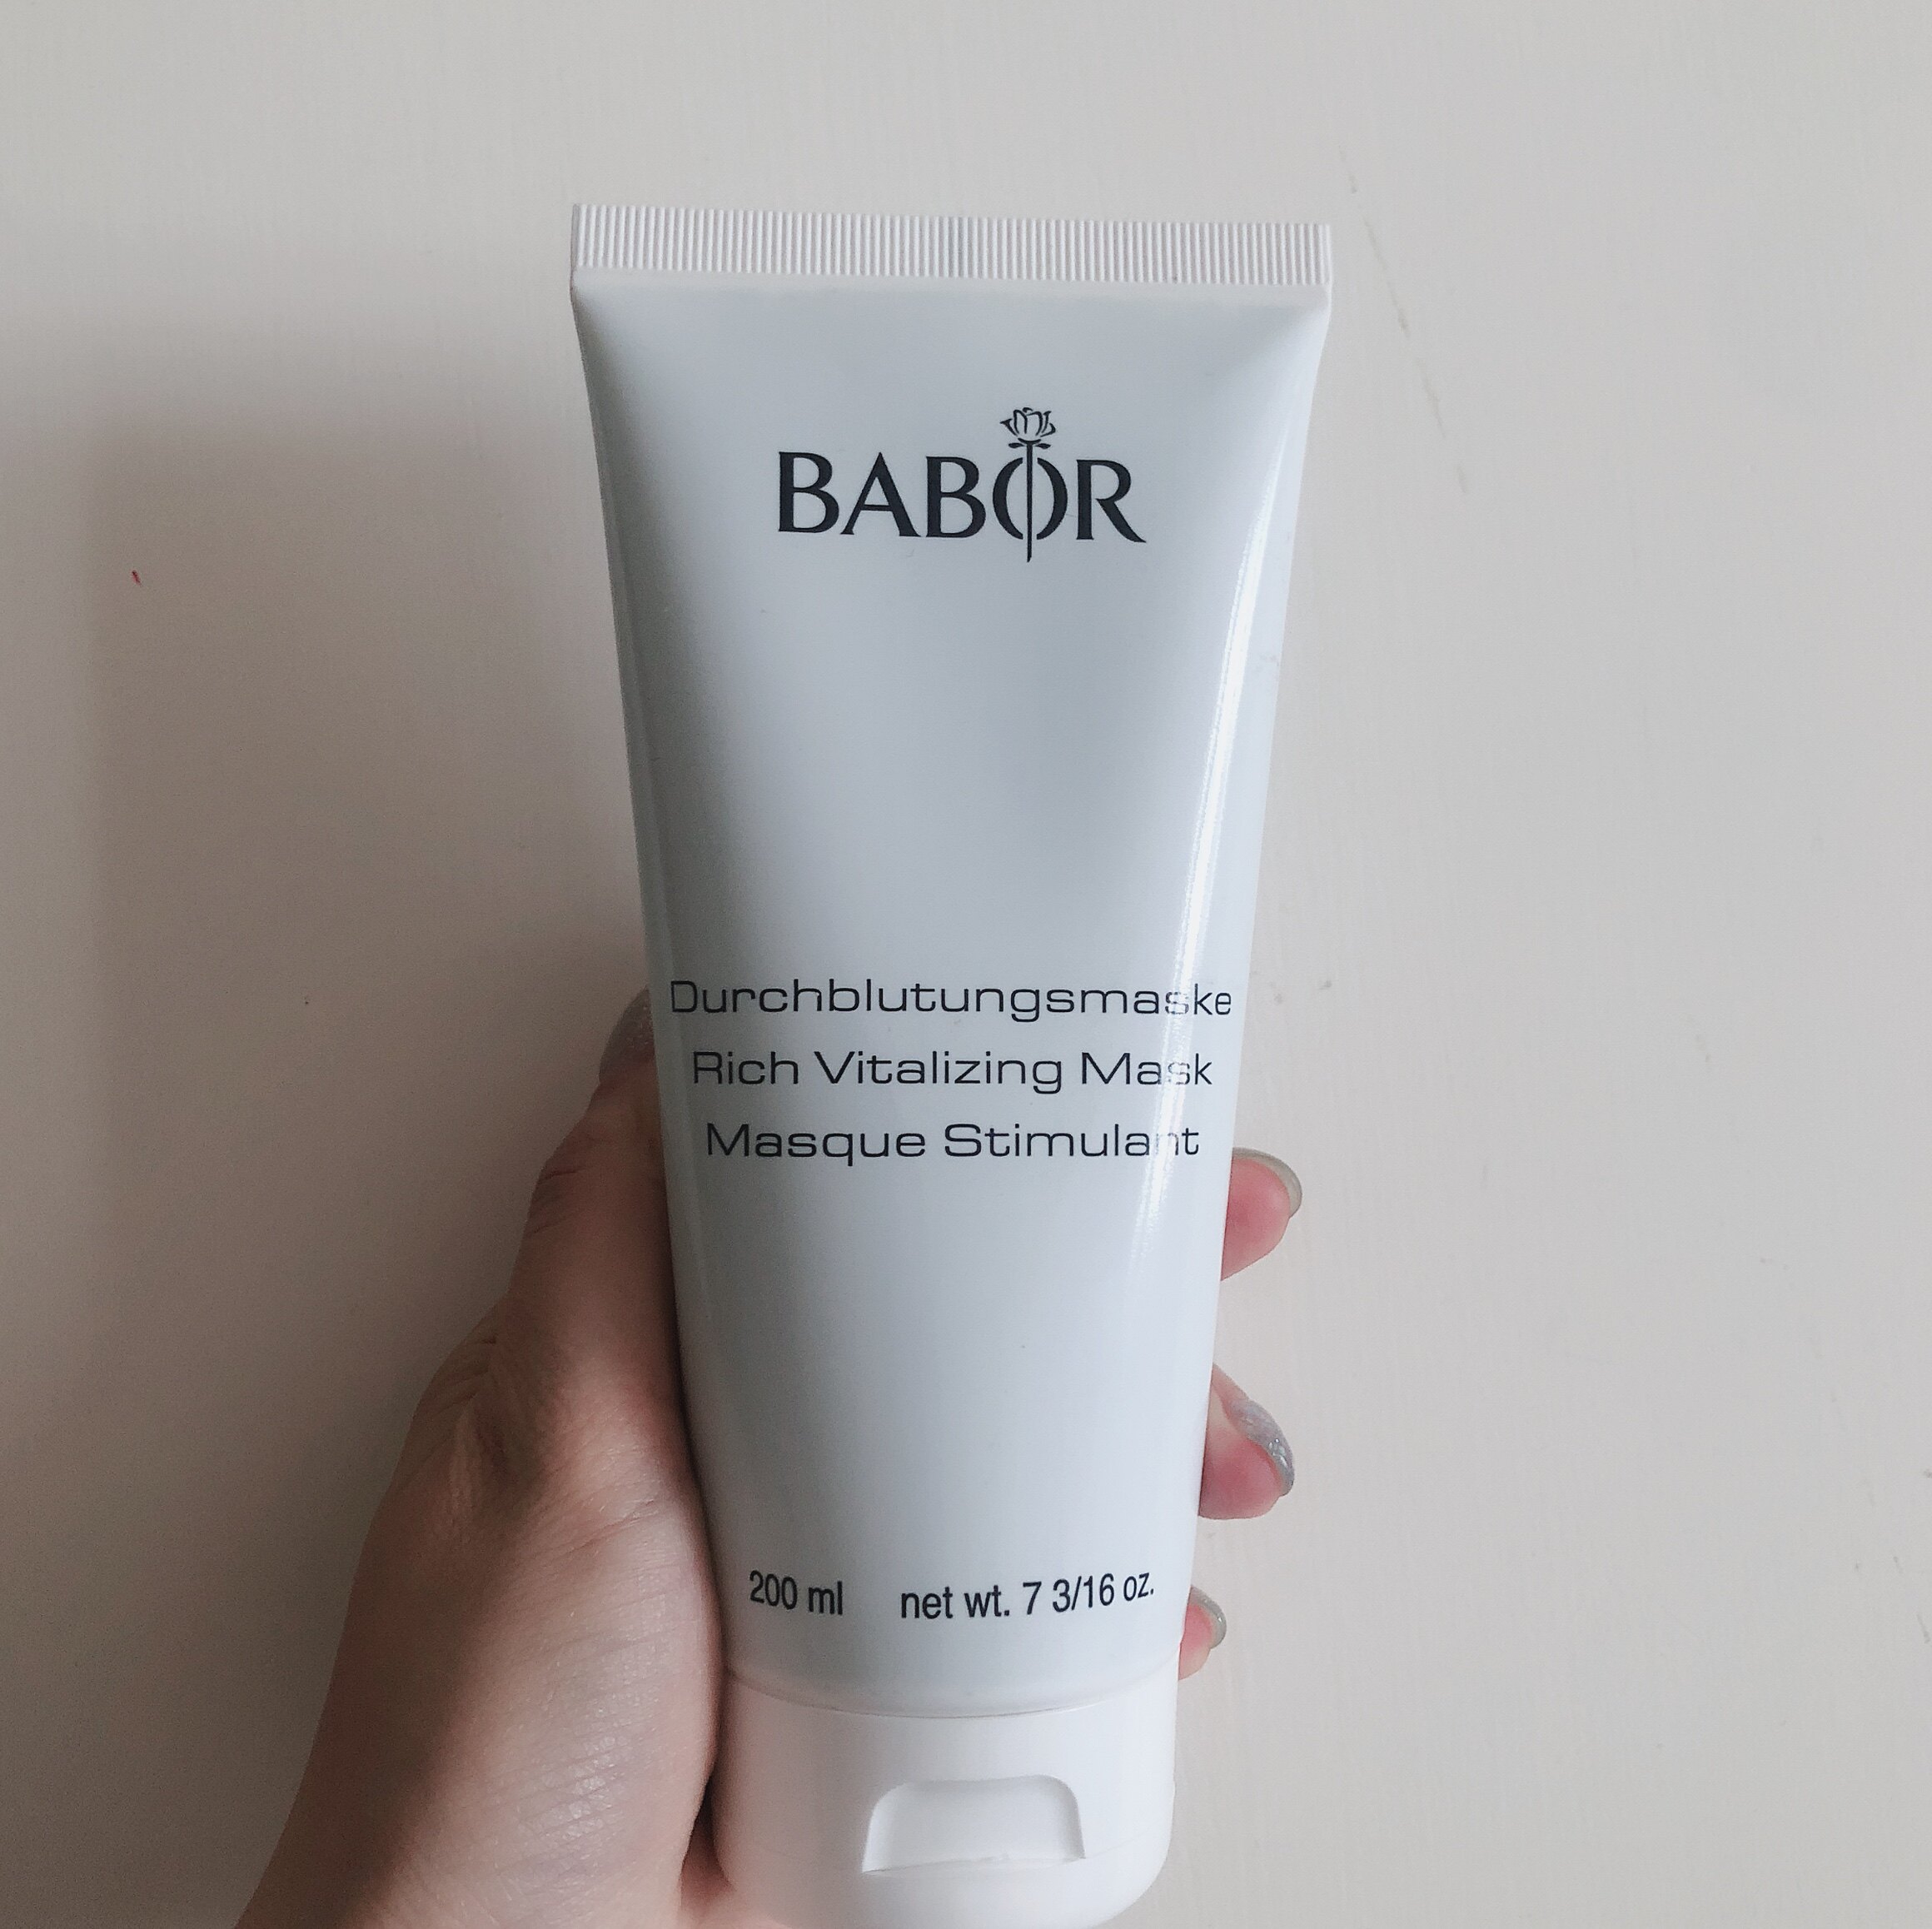 BABOR
Durchblutungsmaske
Rich Vitalizing Mask
Masque Stimulant
200 ml net wt. 7 3/16 oz.